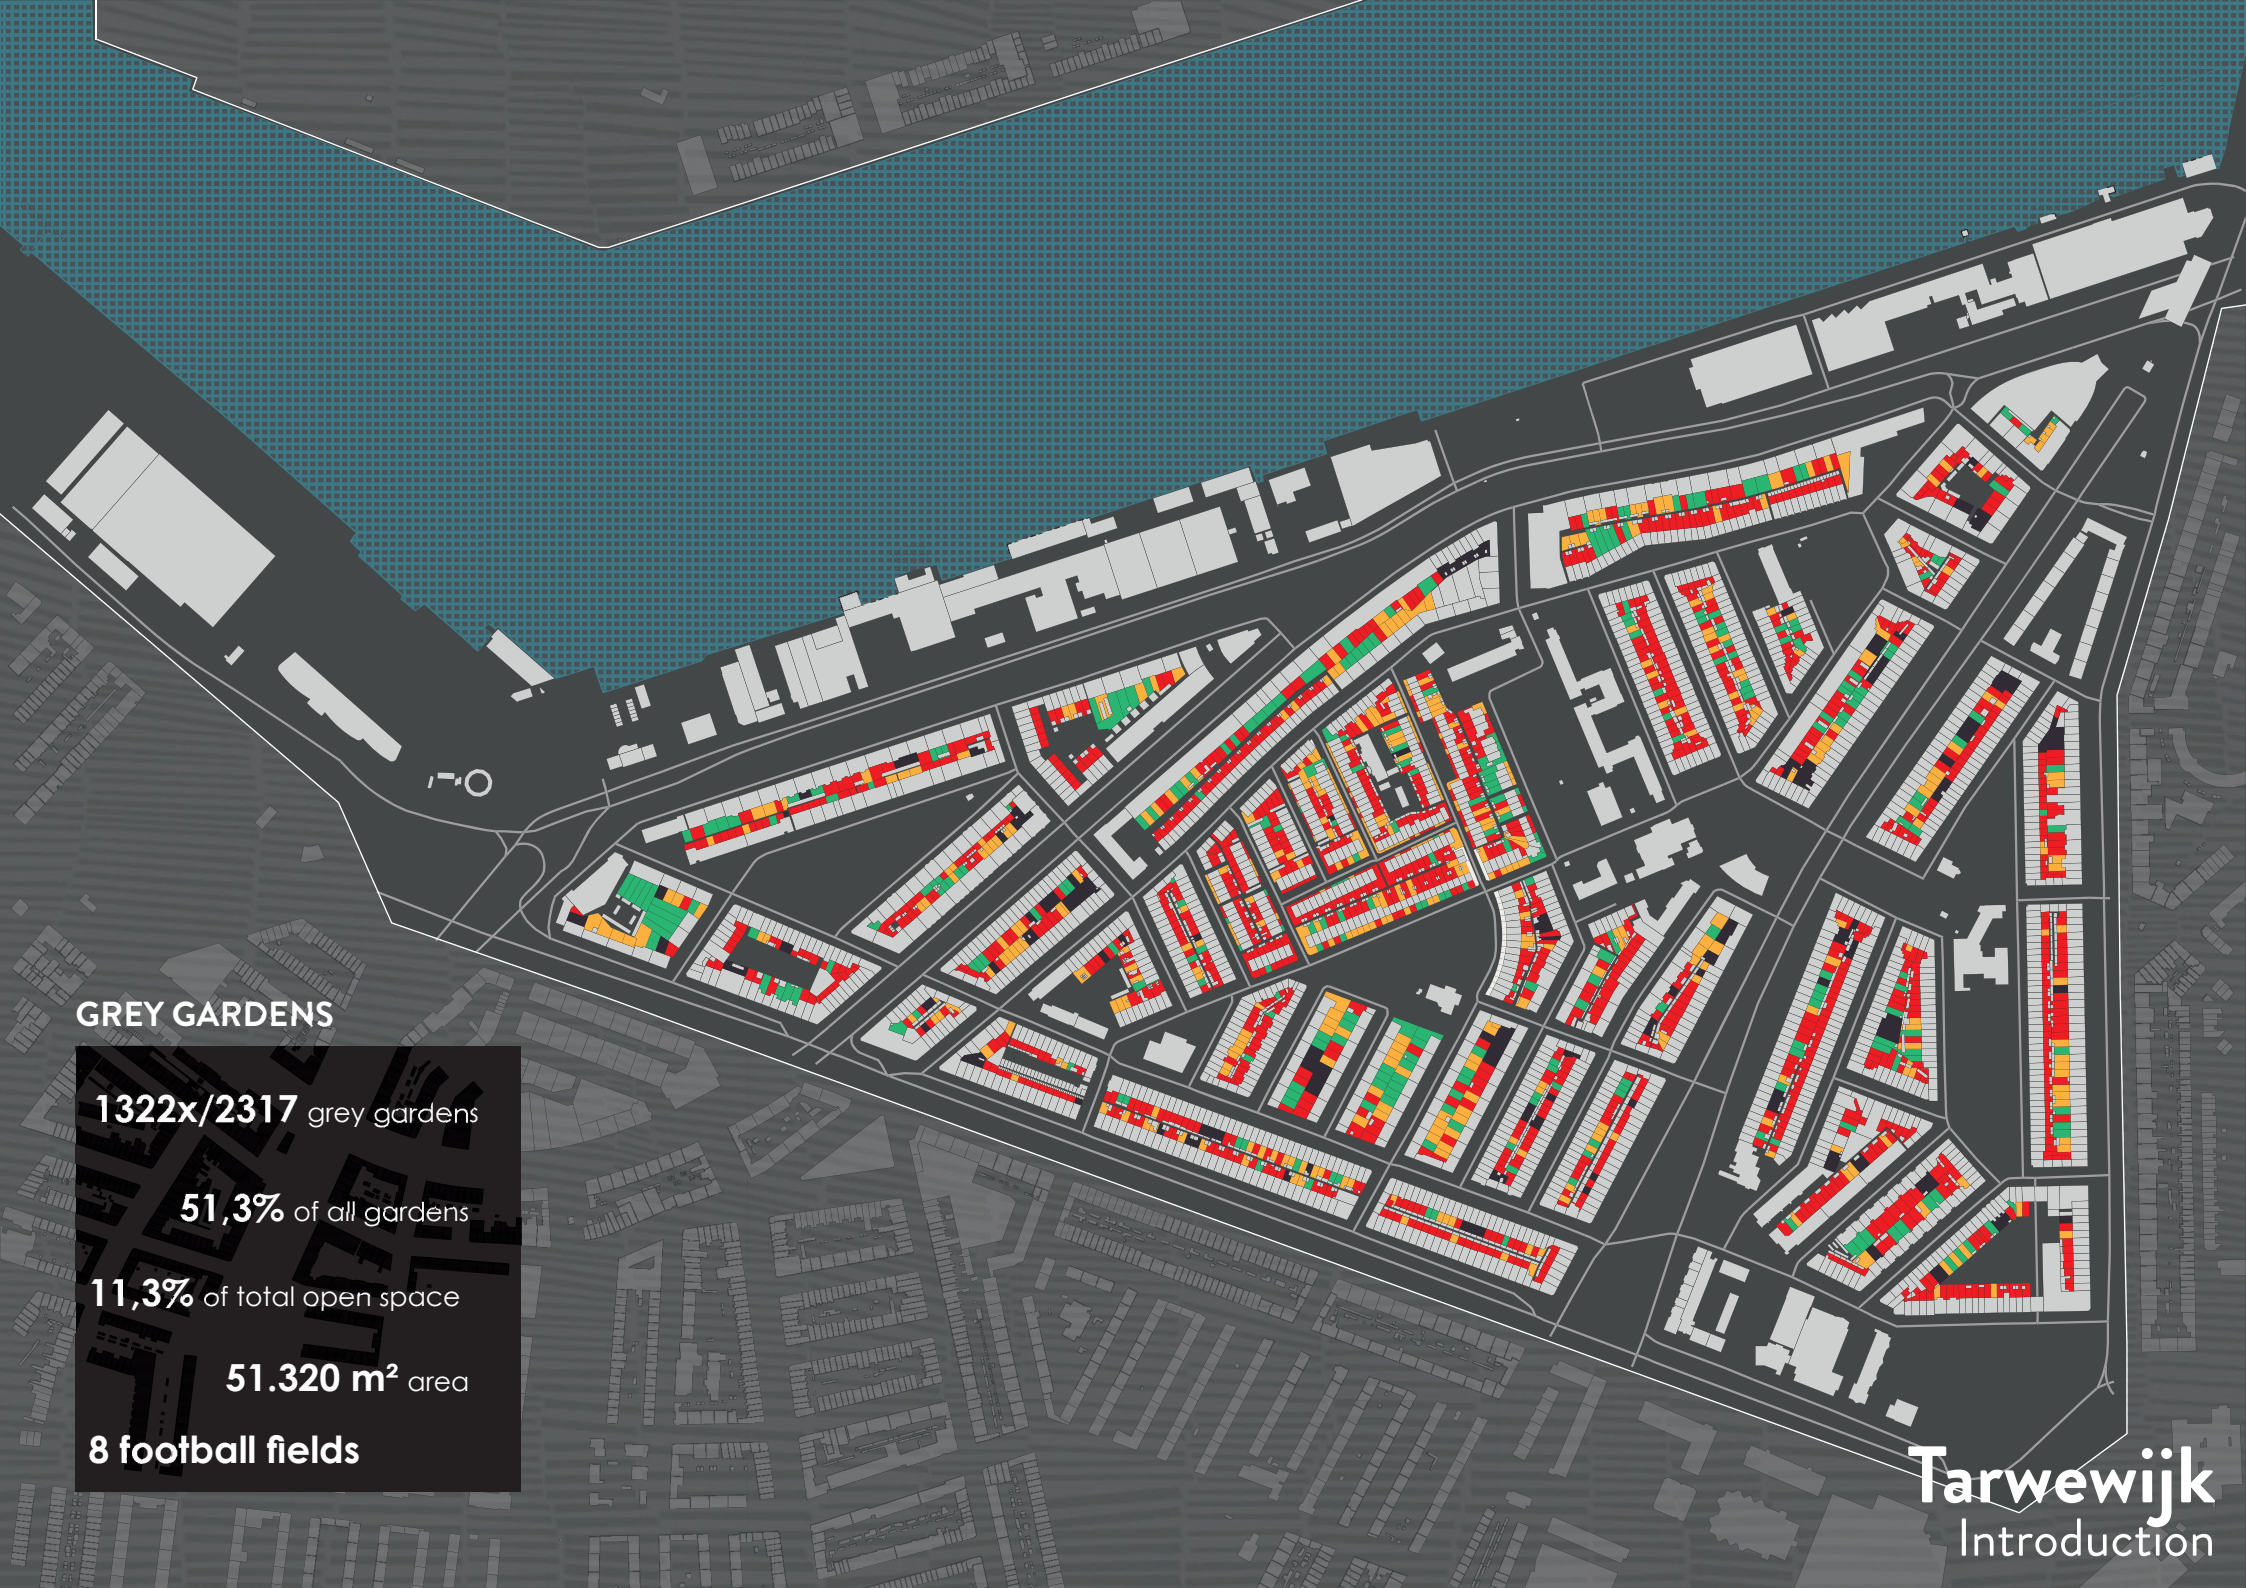 GREY GARDENS
1322x/2317 grey gardens
51,3% of all gardens
11,3% of total open space
51.320 m² area
8 football fields
Tarwewijk
Introduction